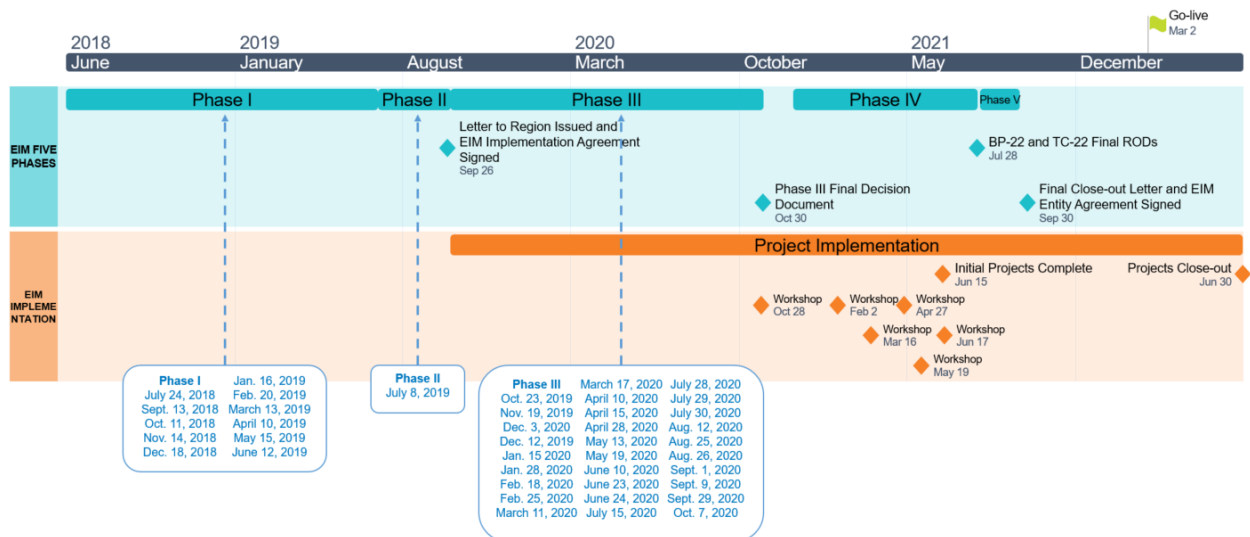 Go-live
Mar 2
2018
2019
2020
2021
June
January
August
March
October
May
December
EIM FIVE
PHASES
Phase I
Phase II
Phase III
Phase IV
Phase V
Letter to Region Issued and
EIM Implementation Agreement
Signed
Sep 26
BP-22 and TC-22 Final RODs
Jul 28
Phase III Final Decision
Document
Oct 30
Final Close-out Letter and EIM
Entity Agreement Signed
Sep 30
EIM
IMPLEME
NTATION
Project Implementation
Initial Projects Complete
Jun 15
Projects Close-out
Jun 30
Workshop
Oct 28
Workshop
Feb 2
Workshop
Apr 27
Workshop
Mar 16
Workshop
Jun 17
Workshop
May 19
Phase I
July 24, 2018
Sept. 13, 2018
Oct. 11, 2018
Nov. 14, 2018
Dec. 18, 2018
Jan. 16, 2019
Feb. 20, 2019
March 13, 2019
April 10, 2019
May 15, 2019
June 12, 2019
Phase II
July 8, 2019
Phase III
Oct. 23, 2019
Nov. 19, 2019
Dec. 3, 2020
Dec. 12, 2019
Jan. 15 2020
Jan. 28, 2020
Feb. 18, 2020
Feb. 25, 2020
March 11, 2020
March 17, 2020
April 10, 2020
April 15, 2020
April 28, 2020
May 13, 2020
May 19, 2020
June 10, 2020
June 23, 2020
June 24, 2020
July 15, 2020
July 28, 2020
July 29, 2020
July 30, 2020
Aug. 12, 2020
Aug. 25, 2020
Aug. 26, 2020
Sept. 1, 2020
Sept. 9, 2020
Sept. 29, 2020
Oct. 7, 2020